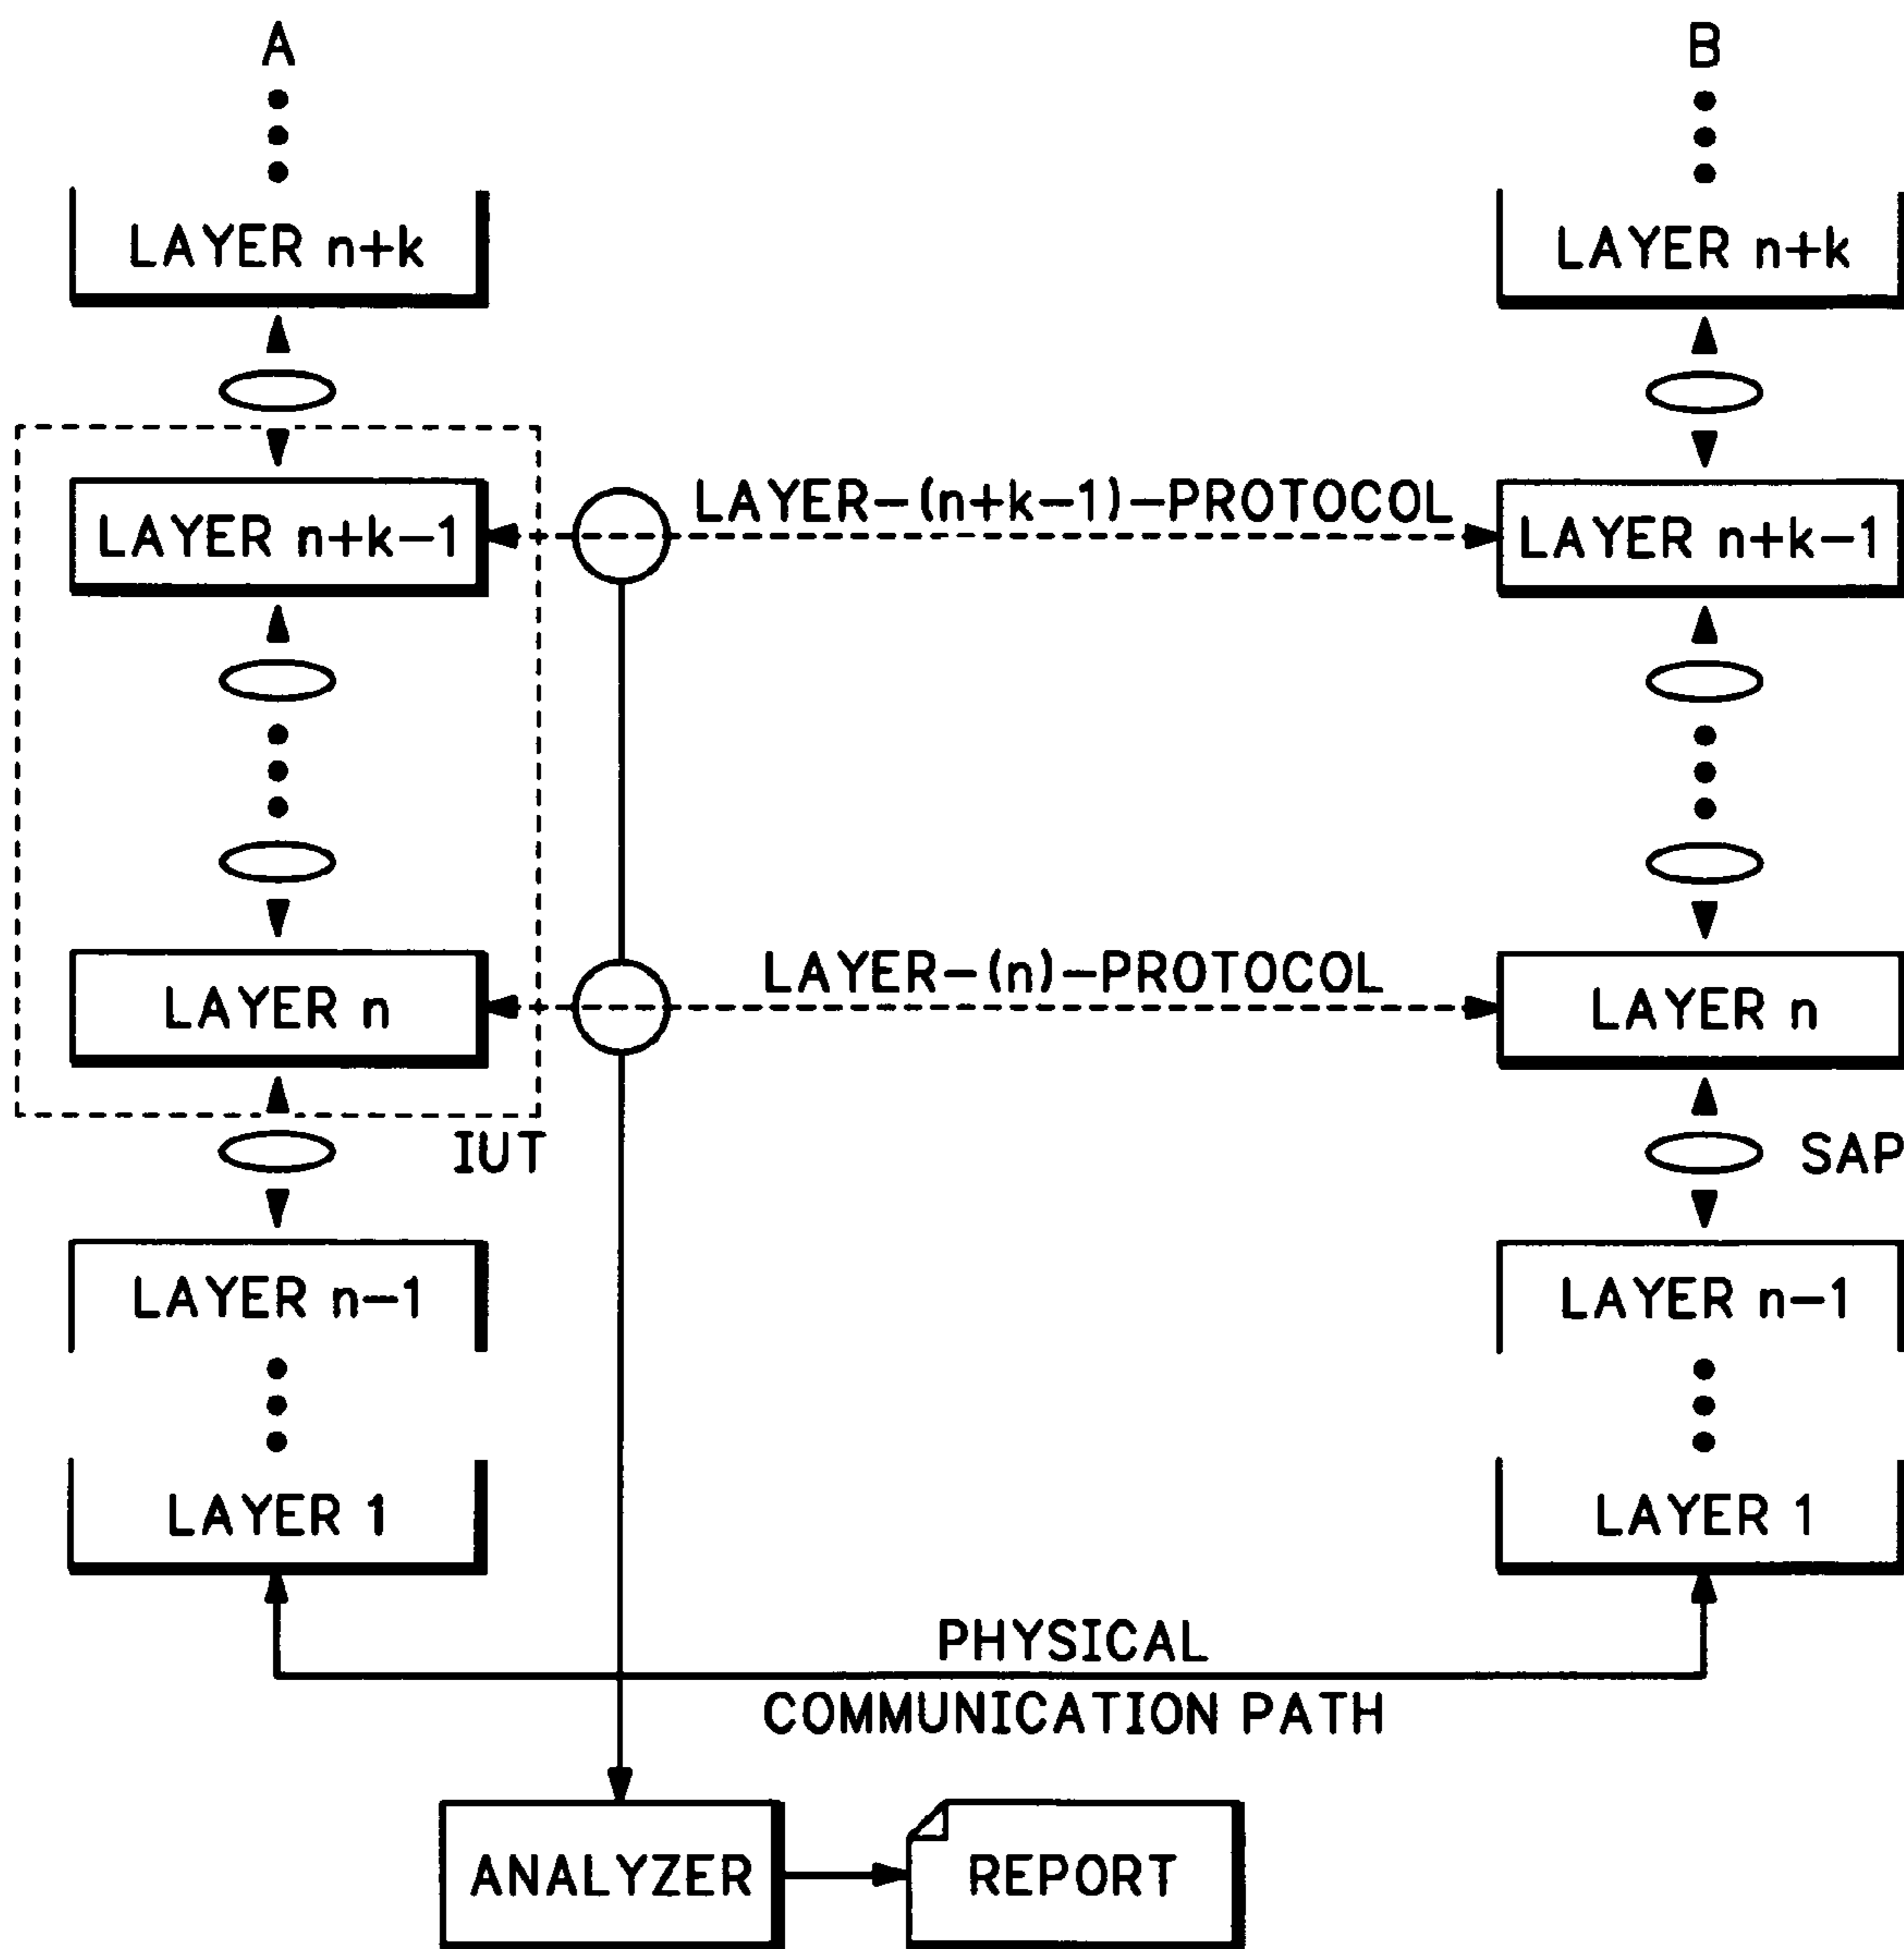 A
B
LAYER n+k
LAYER n+k
LAYER-(n+k-1)-PROTOCOL
LAYER n+k-1
LAYER n+k-1
LAYER-(n)-PROTOCOL
LAYER n
LAYER n
IUT
SAP
LAYER n-1
LAYER n-1
LAYER 1
LAYER 1
PHYSICAL
COMMUNICATION PATH
ANALYZER
REPORT